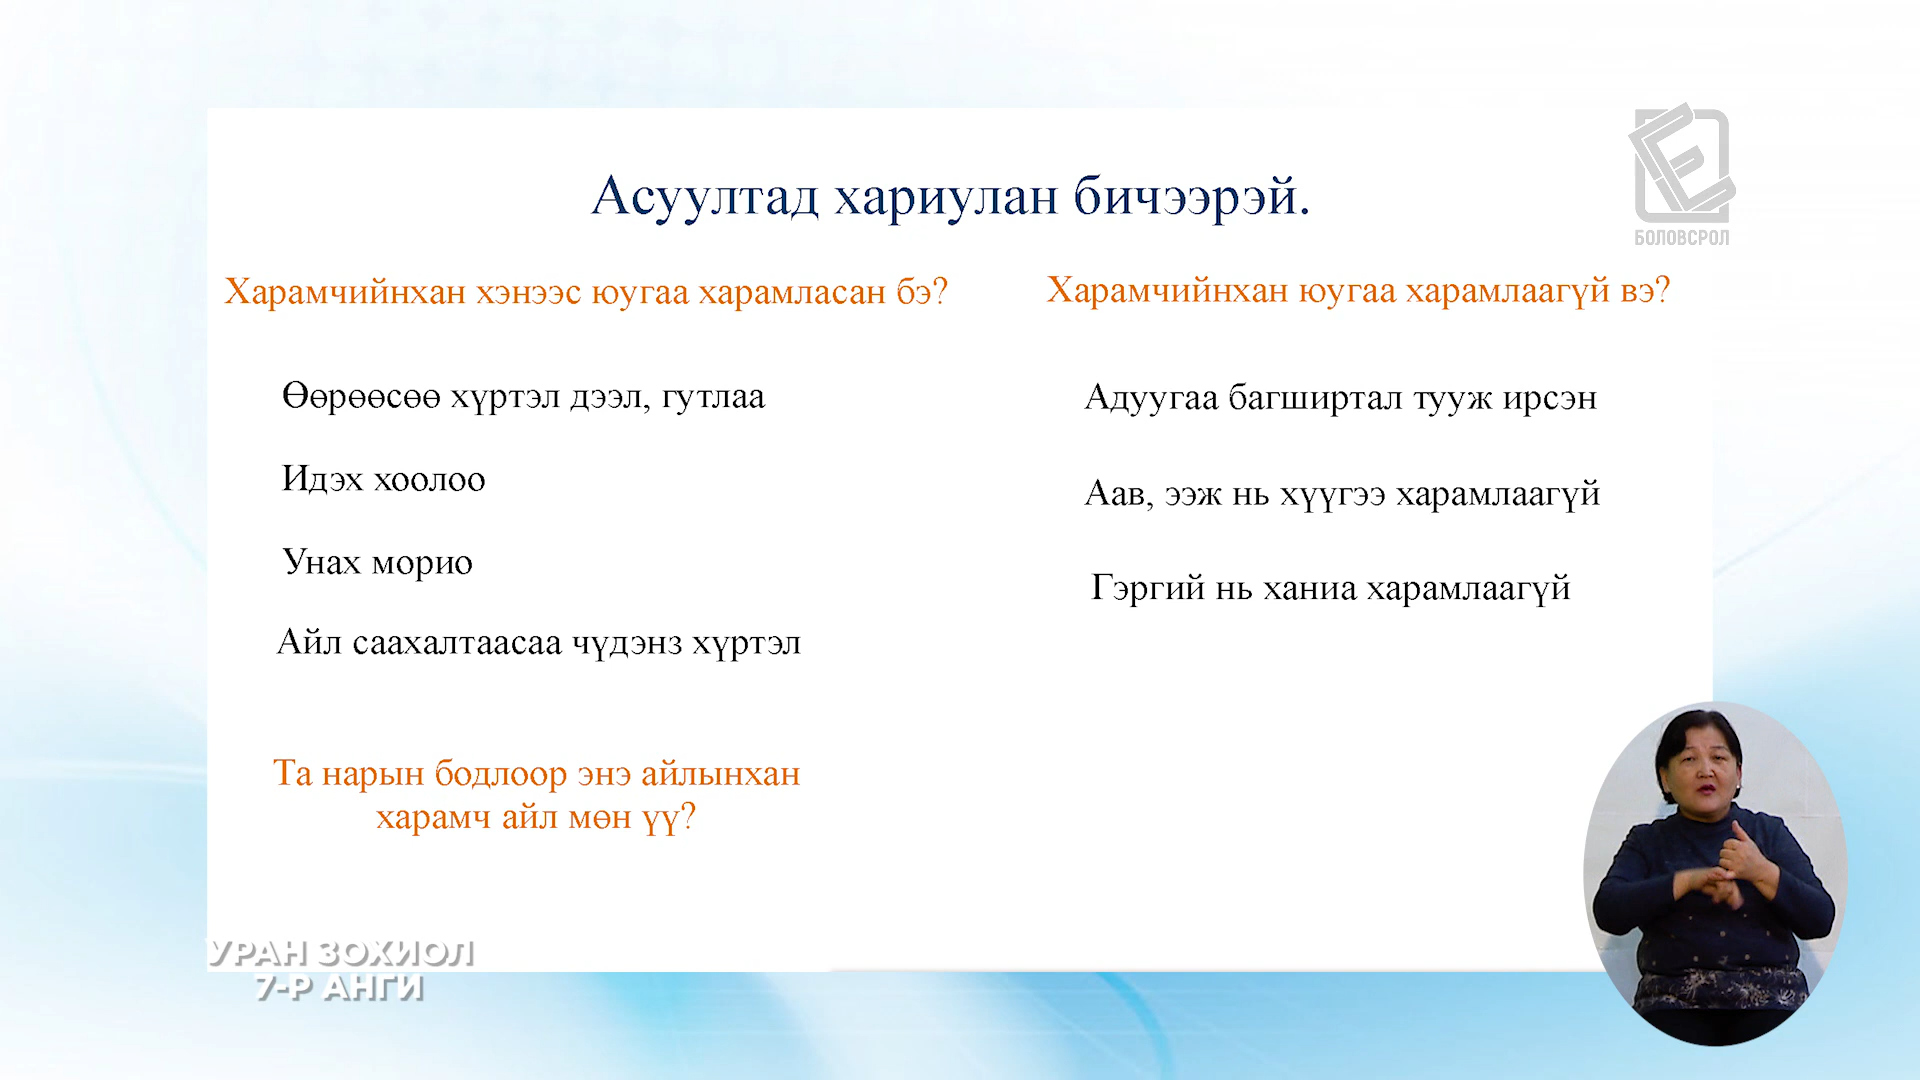 БОЛОВСРОЛ
Асуултад хариулан бичээрэй.
Харамчийнхан хэнээс юугаа харамласан бэ?
Өөрөөсөө хүртэл дээл, гутлаа
Идэх хоолоо
Унах морио
Айл саахалтаасаа чүдэнз хүртэл
Та нарын бодлоор энэ айлынхан
харамч айл мөн үү?
Харамчийнхан юугаа харамлаагүй вэ?
Адуугаа багширтал тууж ирсэн
Аав, ээж нь хүүгээ харамлаагүй
Гэргий нь ханиа харамлаагүй
УРАН ЗОХИОЛ
7-Р АНГИ